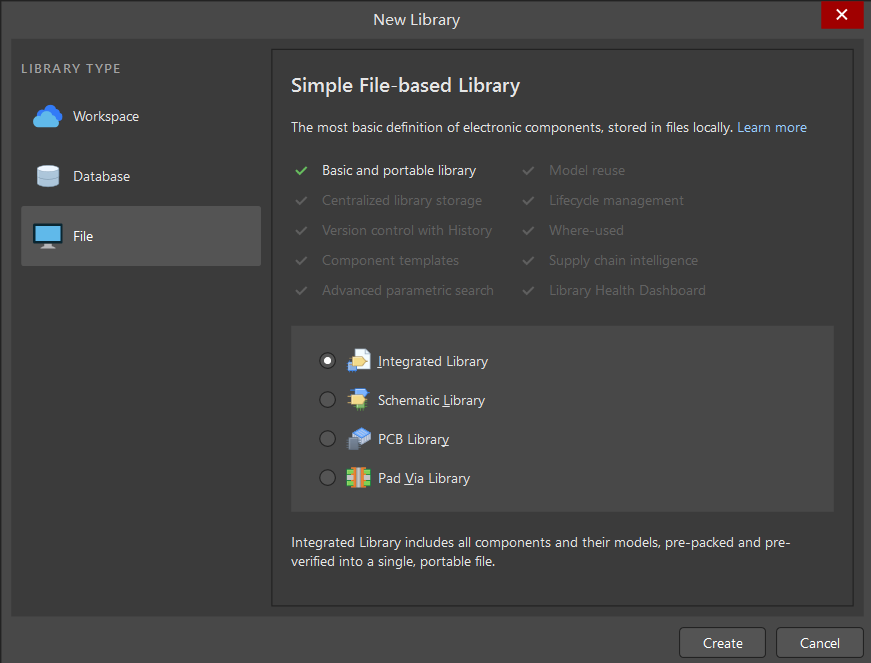 New Library
LIBRARY TYPE
Workspace
Database
File
Simple File-based Library
The most basic definition of electronic components, stored in files locally. Learn more
Basic and portable library
Model reuse
Centralized library storage
Lifecycle management
Version control with History
Where-used
Component templates
Supply chain intelligence
Advanced parametric search
Library Health Dashboard
Integrated Library
Schematic Library
PCB Library
Pad Via Library
Integrated Library includes all components and their models, pre-packed and pre-
verified into a single, portable file.
Create
Cancel